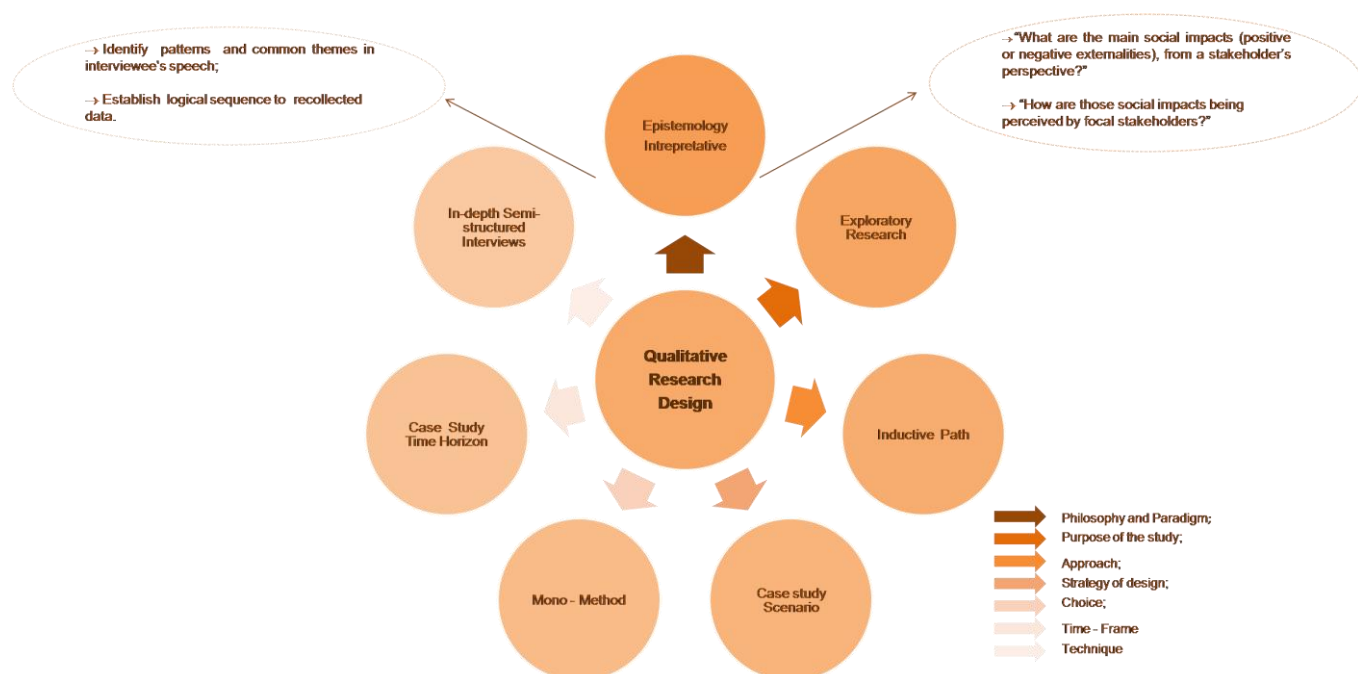 → Identify patterns and common themes in
interviewee's speech;
→ Establish logical sequence to recollected
data.
→"What are the main social impacts (positive
or negative externalities), from a stakeholder's
perspective?"
→ "How are those social impacts being
perceived by focal stakeholders?"
Epistemology
Intrepretative
In-depth Semi-
structured
Interviews
Exploratory
Research
Qualitative
Research
Design
Case Study
Time Horizon
Inductive Path
Mono - Method
Case study
Scenario
Philosophy and Paradigm;
Purpose of the study;
Approach;
Strategy of design;
Choice;
Time - Frame
Technique